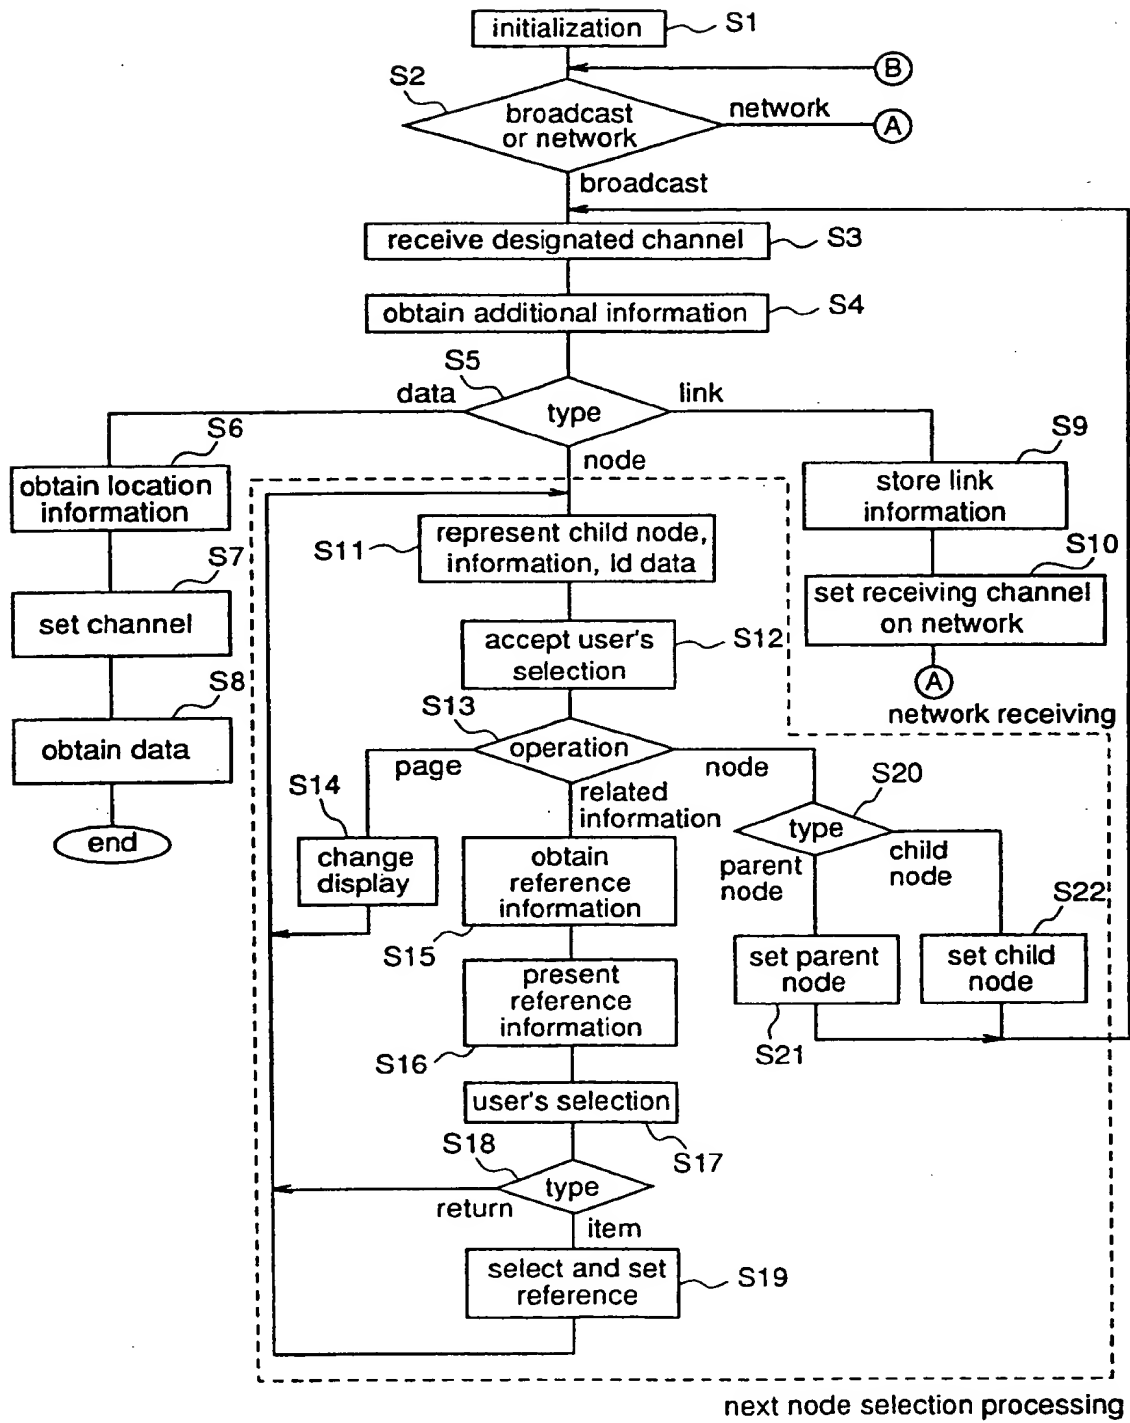 initialization
S1
B
S2
broadcast
or network
network
A
broadcast
receive designated channel
S3
obtain additional information
S4
S5
data
type
link
node
S6
obtain location
information
S7
set channel
S8
obtain data
end
S9
store link
information
S10
set receiving channel
on network
A
network receiving
S11
represent child node,
information, Id data
accept user's
selection
S12
S13
operation
page
related
information
node
S14
change
display
obtain
reference
information
S15
present
reference
information
S16
user's selection
S17
S18
type
return
item
select and set
reference
S19
S20
type
parent
node
child
node
set parent
node
S21
S22
set child
node
next node selection processing